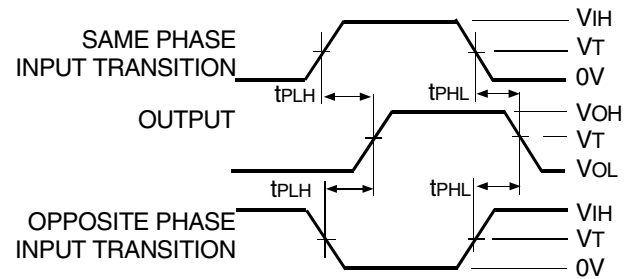 SAME PHASE
INPUT TRANSITION
VIH
VT
0V
tPLH
tPHL
OUTPUT
VOH
VT
VOL
tPLH
tPHL
OPPOSITE PHASE
INPUT TRANSITION
VIH
VT
0V